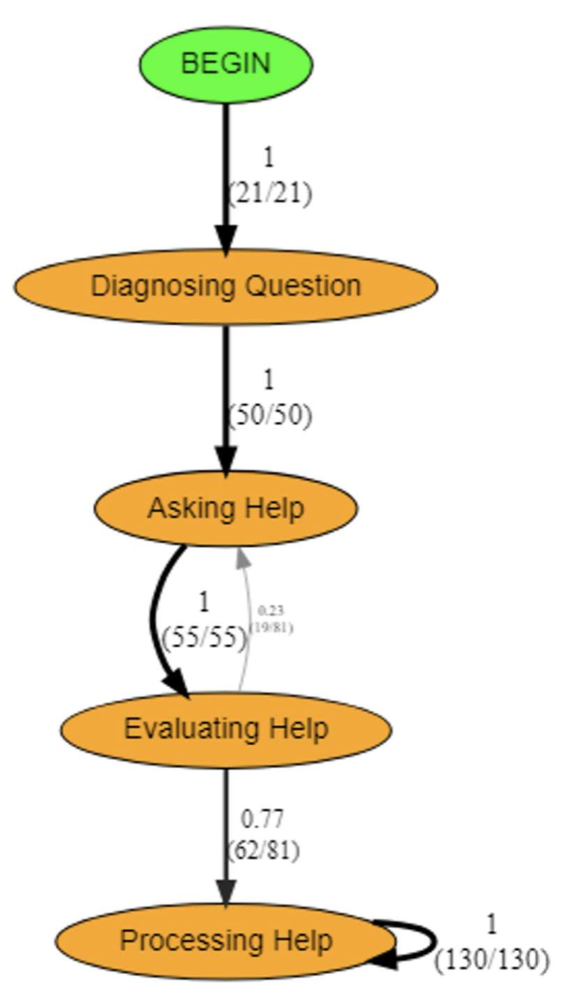 BEGIN
1
(21/21)
Diagnosing Question
1
(50/50)
Asking Help
1
(55/55)
0.23
(19/81)
Evaluating Help
0.77
(62/81)
Processing Help
1
(130/130)